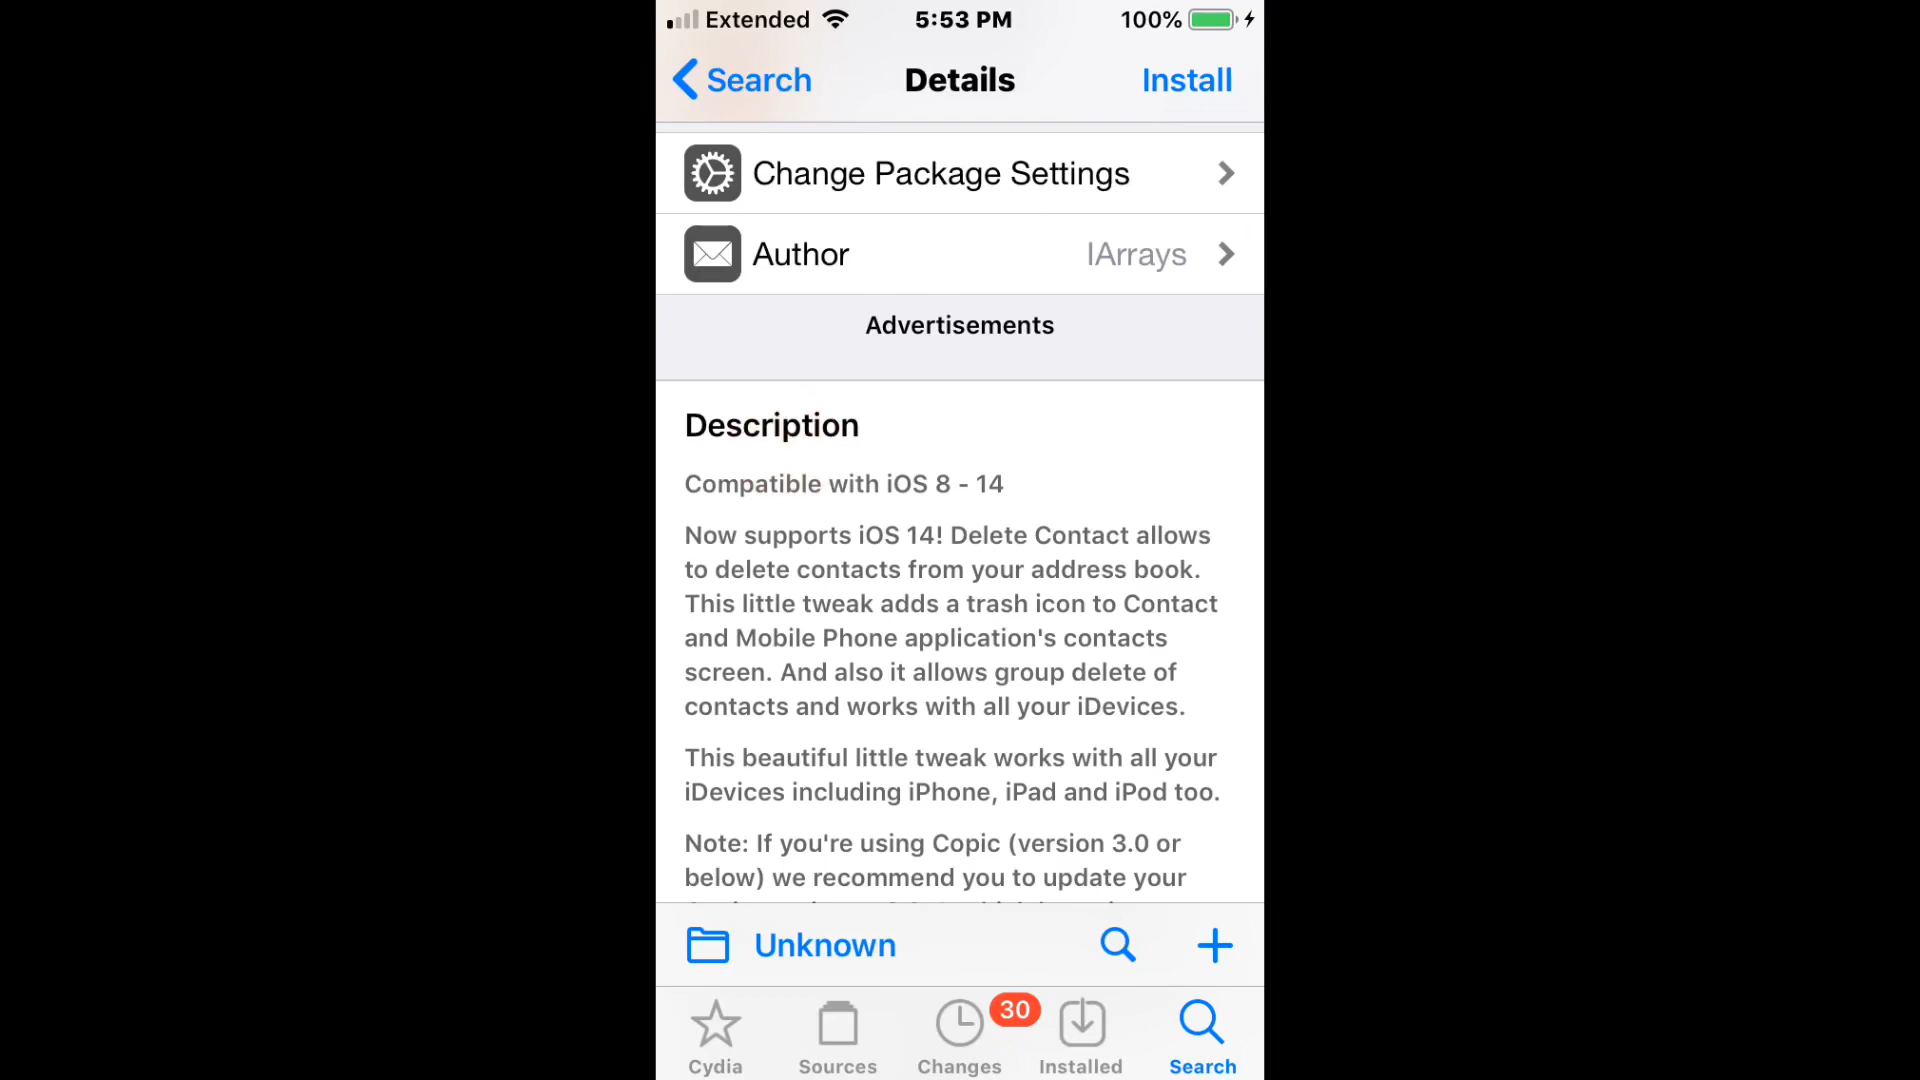 Extended 5:53 PM 100%
Search Details Install
Change Package Settings
Author IArrays
Advertisements
Description
Compatible with iOS 8 - 14
Now supports iOS 14! Delete Contact allows
to delete contacts from your address book.
This little tweak adds a trash icon to Contact
and Mobile Phone application's contacts
screen. And also it allows group delete of
contacts and works with all your iDevices.
This beautiful little tweak works with all your
iDevices including iPhone, iPad and iPod too.
Note: If you're using Copic (version 3.0 or
below) we recommend you to update your
Unknown
30
Cydia Sources Changes Installed Search